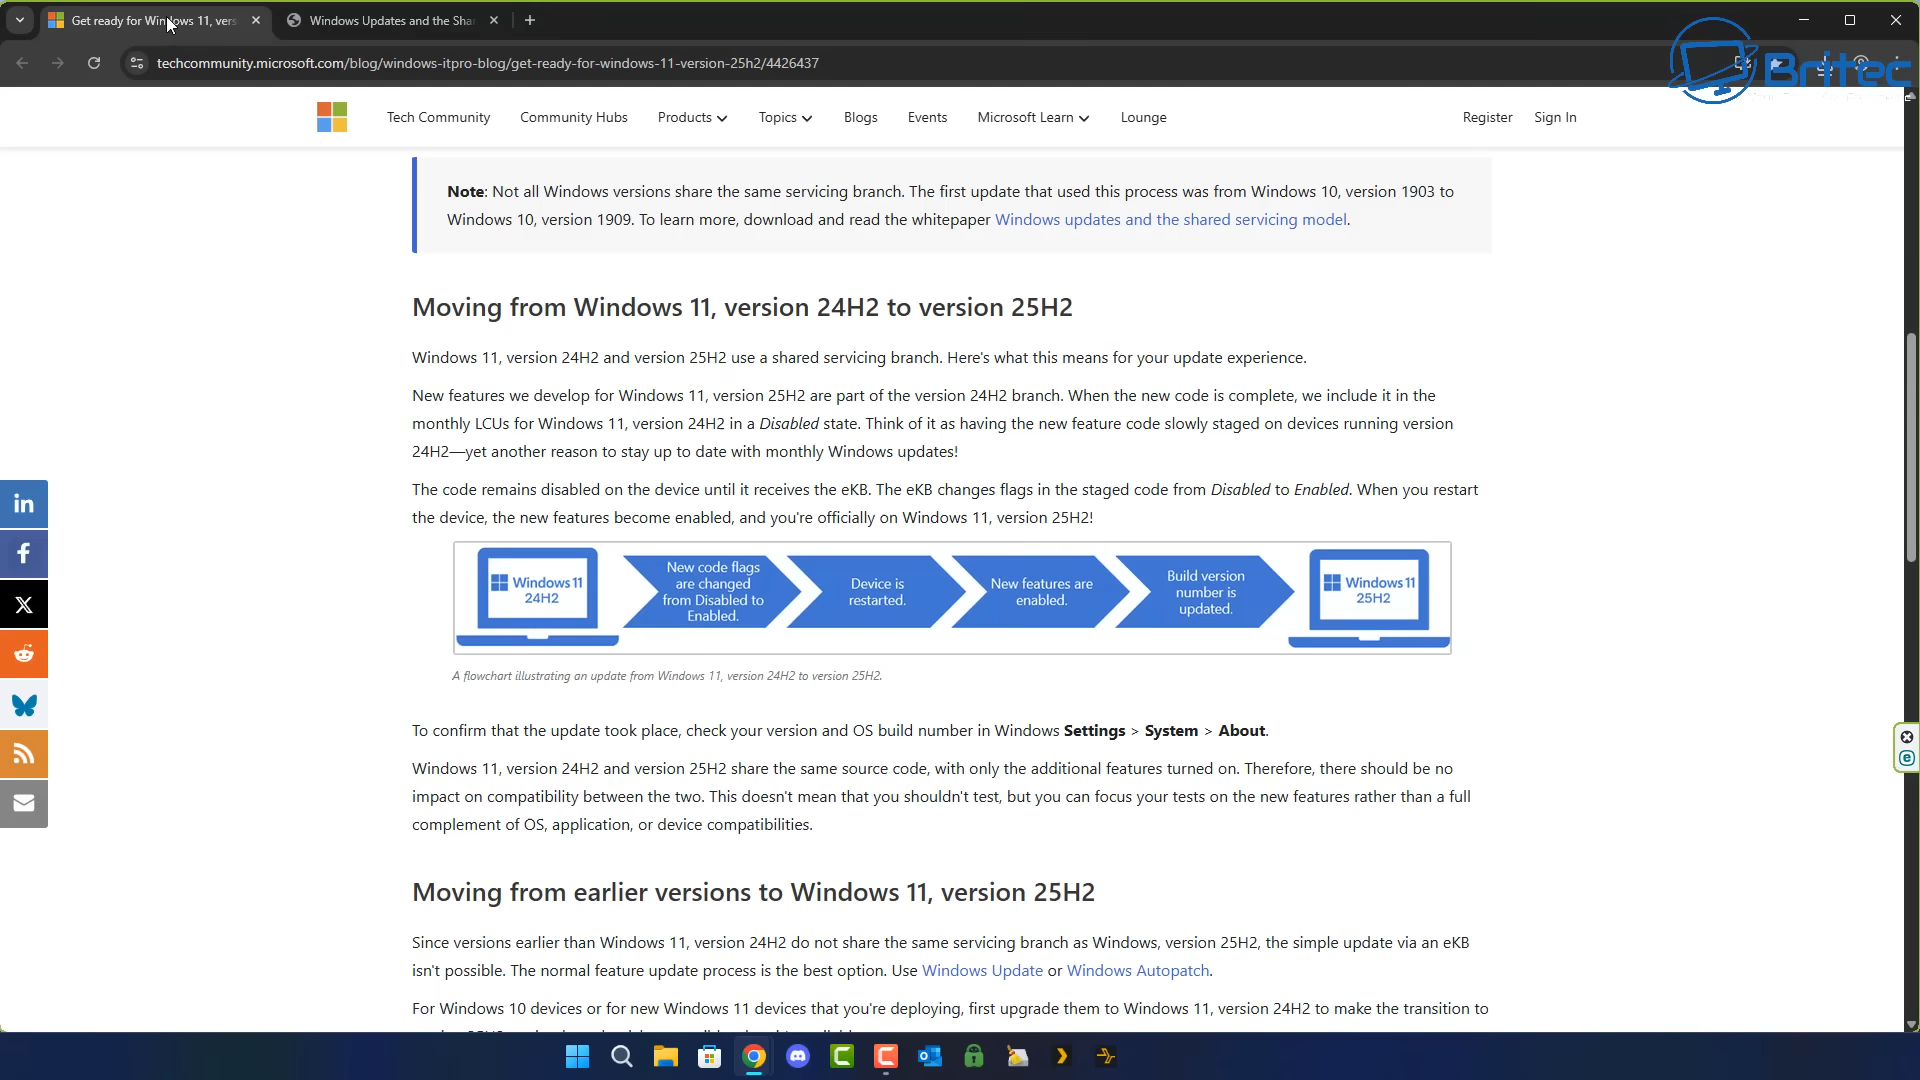 Get ready for Windows 11, vers
Windows Updates and the Sha
techcommunity.microsoft.com/blog/windows-itpro-blog/get-ready-for-windows-11-version-25h2/4426437
Britec
Tech Community
Community Hubs
Products
Topics
Blogs
Events
Microsoft Learn
Lounge
Register
Sign In
Note: Not all Windows versions share the same servicing branch. The first update that used this process was from Windows 10, version 1903 to
Windows 10, version 1909. To learn more, download and read the whitepaper Windows updates and the shared servicing model.
Moving from Windows 11, version 24H2 to version 25H2
Windows 11, version 24H2 and version 25H2 use a shared servicing branch. Here's what this means for your update experience.
New features we develop for Windows 11, version 25H2 are part of the version 24H2 branch. When the new code is complete, we include it in the
monthly LCUs for Windows 11, version 24H2 in a Disabled state. Think of it as having the new feature code slowly staged on devices running version
24H2—yet another reason to stay up to date with monthly Windows updates!
The code remains disabled on the device until it receives the eKB. The eKB changes flags in the staged code from Disabled to Enabled. When you restart
the device, the new features become enabled, and you're officially on Windows 11, version 25H2!
Windows 11
24H2
New code flags
are changed
from Disabled to
Enabled.
Device is
restarted.
New features are
enabled.
Build version
number is
updated.
Windows 11
25H2
A flowchart illustrating an update from Windows 11, version 24H2 to version 25H2.
To confirm that the update took place, check your version and OS build number in Windows Settings > System > About.
Windows 11, version 24H2 and version 25H2 share the same source code, with only the additional features turned on. Therefore, there should be no
impact on compatibility between the two. This doesn't mean that you shouldn't test, but you can focus your tests on the new features rather than a full
complement of OS, application, or device compatibilities.
Moving from earlier versions to Windows 11, version 25H2
Since versions earlier than Windows 11, version 24H2 do not share the same servicing branch as Windows, version 25H2, the simple update via an eKB
isn't possible. The normal feature update process is the best option. Use Windows Update or Windows Autopatch.
For Windows 10 devices or for new Windows 11 devices that you're deploying, first upgrade them to Windows 11, version 24H2 to make the transition to